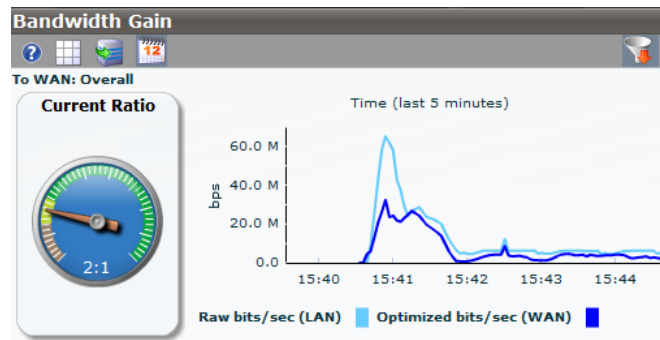 Bandwidth Gain
?
12
To WAN: Overall
Current Ratio
2:1
Time (last 5 minutes)
bps
60.0 M
40.0 M
20.0 M
0.0
15:40 15:41 15:42 15:43 15:44
Raw bits/sec (LAN) Optimized bits/sec (WAN)